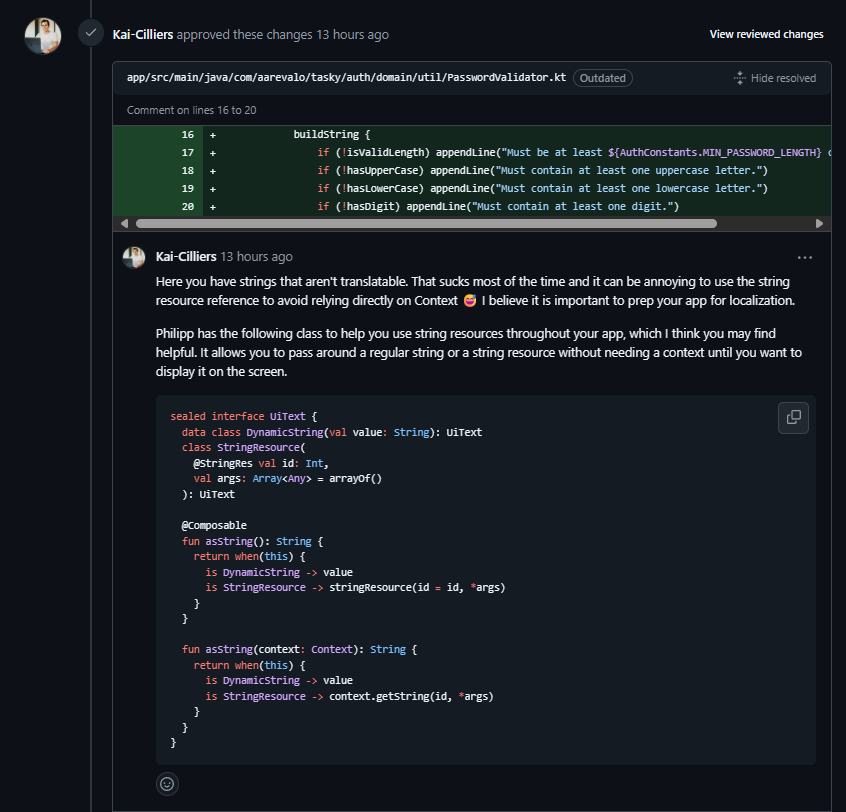 Kai-Cilliers approved these changes 13 hours ago
View reviewed changes
app/src/main/java/com/aarevalo/tasky/auth/domain/util/PasswordValidator.kt Outdated Hide resolved
Comment on lines 16 to 20
16 + buildString {
17 + if (!isValidLength) appendLine("Must be at least ${AuthConstants.MIN_PASSWORD_LENGTH}
18 + if (!hasUpperCase) appendLine("Must contain at least one uppercase letter.")
19 + if (!hasLowerCase) appendLine("Must contain at least one lowercase letter.")
20 + if (!hasDigit) appendLine("Must contain at least one digit.")
Kai-Cilliers 13 hours ago
Here you have strings that aren't translatable. That sucks most of the time and it can be annoying to use the string
resource reference to avoid relying directly on Context 😅 I believe it is important to prep your app for localization.
Philipp has the following class to help you use string resources throughout your app, which I think you may find
helpful. It allows you to pass around a regular string or a string resource without needing a context until you want to
display it on the screen.
sealed interface UiText {
data class DynamicString(val value: String): UiText
class StringResource(
@StringRes val id: Int,
val args: Array<Any> = arrayOf()
): UiText
@Composable
fun asString(): String {
return when(this) {
is DynamicString -> value
is StringResource -> stringResource(id = id, *args)
}
}
fun asString(context: Context): String {
return when(this) {
is DynamicString -> value
is StringResource -> context.getString(id, *args)
}
}
}